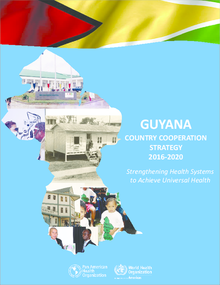 GUYANA
COUNTRY COOPERATION
STRATEGY
2016-2020
Strengthening Health Systems
to Achieve Universal Health
Pan American
Health
Organization
World Health
Organization